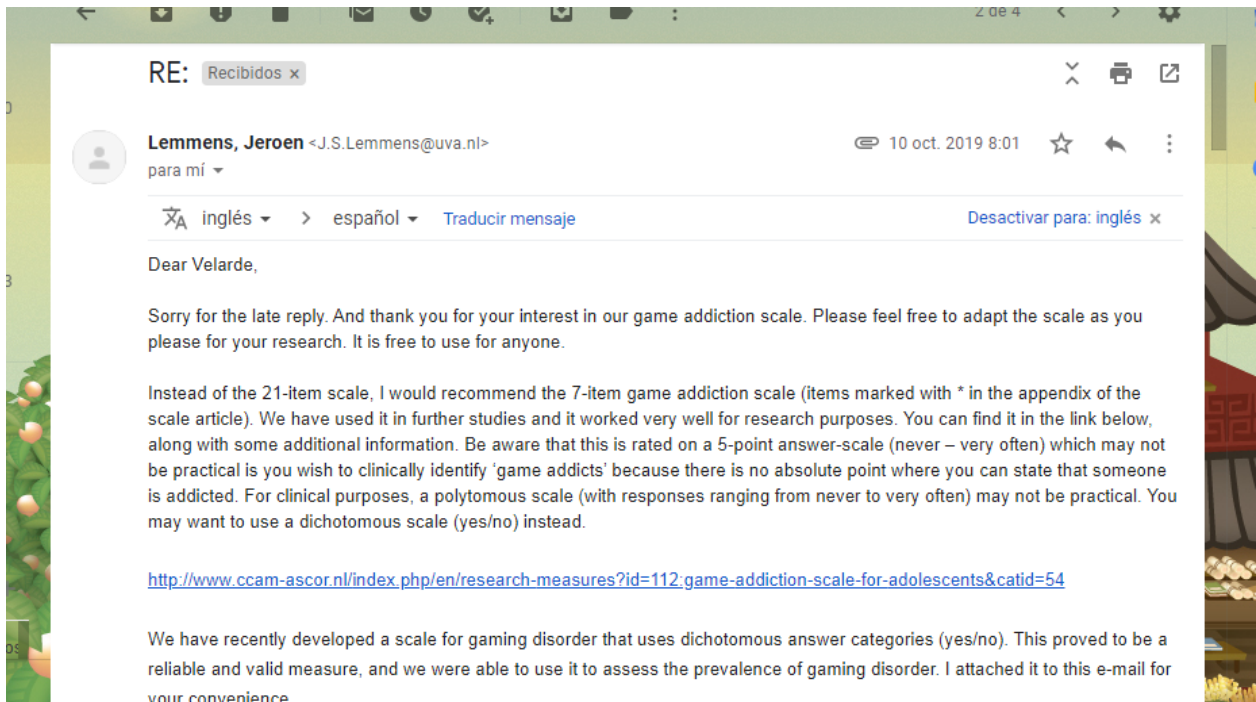 2 de 4
RE: Recibidos ×
Lemmens, Jeroen <J.S.Lemmens@uva.nl>
10 oct. 2019 8:01
para mí
inglés > español Traducir mensaje
Desactivar para: inglés ×
Dear Velarde,
Sorry for the late reply. And thank you for your interest in our game addiction scale. Please feel free to adapt the scale as you
please for your research. It is free to use for anyone.
Instead of the 21-item scale, I would recommend the 7-item game addiction scale (items marked with * in the appendix of the
scale article). We have used it in further studies and it worked very well for research purposes. You can find it in the link below,
along with some additional information. Be aware that this is rated on a 5-point answer-scale (never – very often) which may not
be practical is you wish to clinically identify ‘game addicts’ because there is no absolute point where you can state that someone
is addicted. For clinical purposes, a polytomous scale (with responses ranging from never to very often) may not be practical. You
may want to use a dichotomous scale (yes/no) instead.
http://www.ccam-ascor.nl/index.php/en/research-measures?id=112:game-addiction-scale-for-adolescents&catid=54
We have recently developed a scale for gaming disorder that uses dichotomous answer categories (yes/no). This proved to be a
reliable and valid measure, and we were able to use it to assess the prevalence of gaming disorder. I attached it to this e-mail for
your convenience